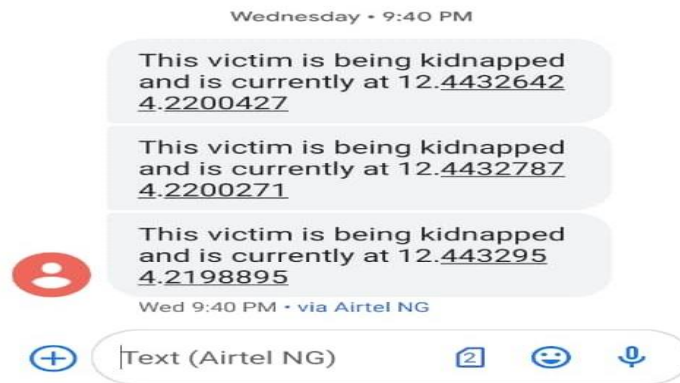 Wednesday • 9:40 PM
This victim is being kidnapped
and is currently at 12.4432642
4.2200427
This victim is being kidnapped
and is currently at 12.4432787
4.2200271
This victim is being kidnapped
and is currently at 12.443295
4.2198895
Wed 9:40 PM • via Airtel NG
Text (Airtel NG)
2